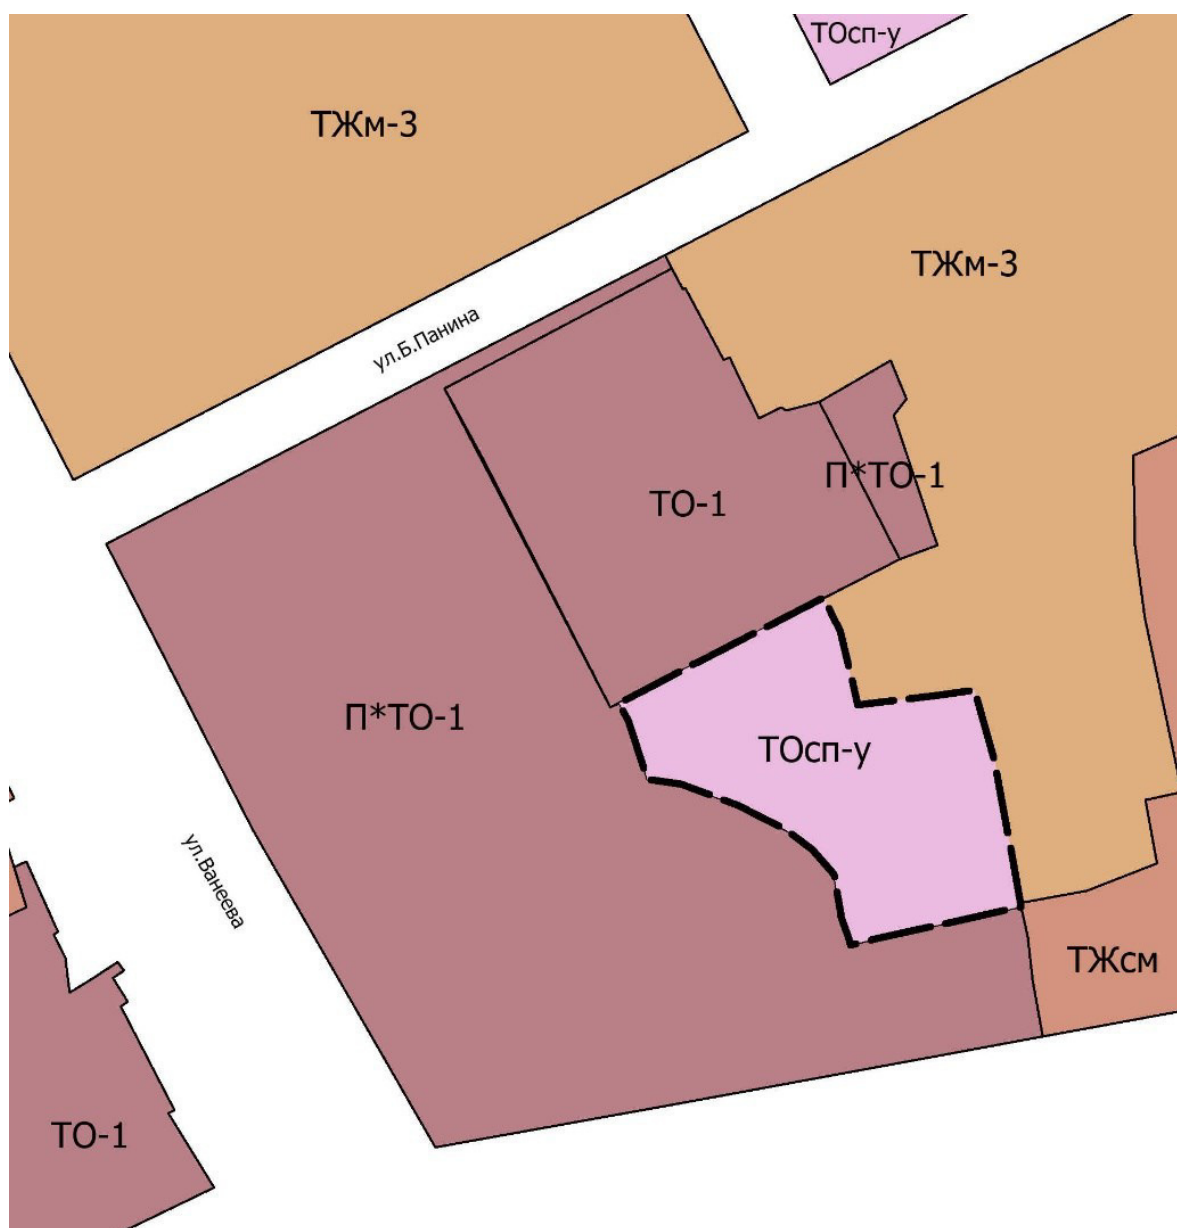 ТОсп-у
ТЖм-3
ТЖм-3
ул.Б.Панина
П*ТО-1
ТО-1
П*ТО-1
ТОсп-у
ул.Ванеева
ТЖсм
ТО-1